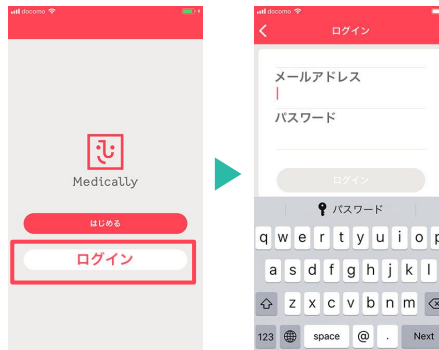 docomo
Medically
はじめる
ログイン
docomo
ログイン
メールアドレス
パスワード
ログイン
パスワード
q w e r t y u i o p
a s d f g h j k l
z x c v b n m
123 space @ . Next